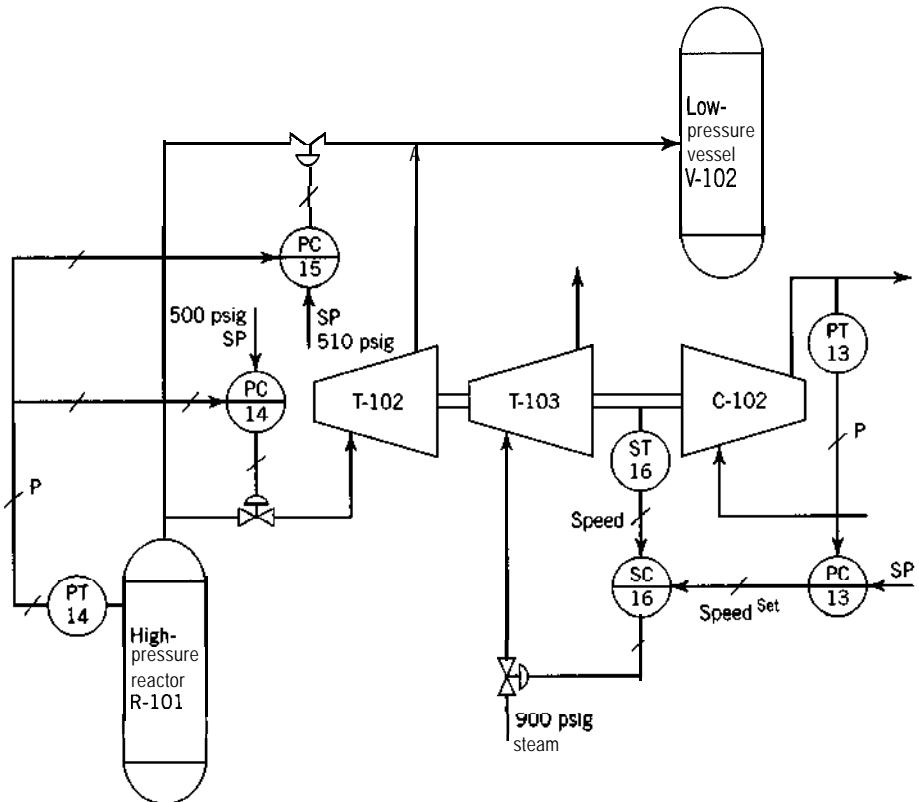 Low-
pressure
vessel
V-102
PC
15
500 psig
SP
SP
510 psig
PT
13
PC
14
T-102
T-103
C-102
ST
16
P
P
Speed
PT
14
SC
16
PC
13
SP
Speed Set
High-
pressure
reactor
R-101
900 psig
steam